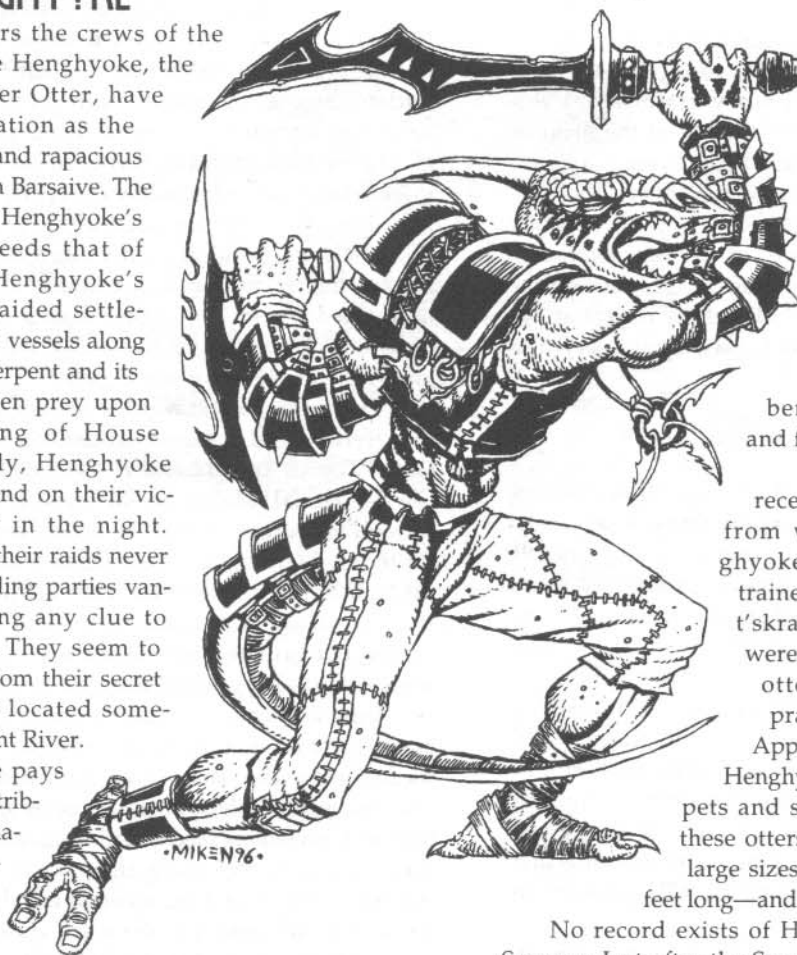 rs the crews of the
Henghyoke, the
er Otter, have
ation as the
and rapacious
Barsaive. The
Henghyoke's
eeds that of
Henghyoke's
aided settle-
vessels along
erpent and its
en prey upon
ng of House
ly, Henghyoke
nd on their vic-
in the night.
their raids never
ding parties van-
ng any clue to
They seem to
om their secret
located some-
nt River.
pays
trib-
na-
•MIKEN96•
ber
and f
rece
from v
ghyoke
traine
t'skra
were
otte
pra
App
Henghy
pets and s
these otters
large sizes
feet long—and
No record exists of H